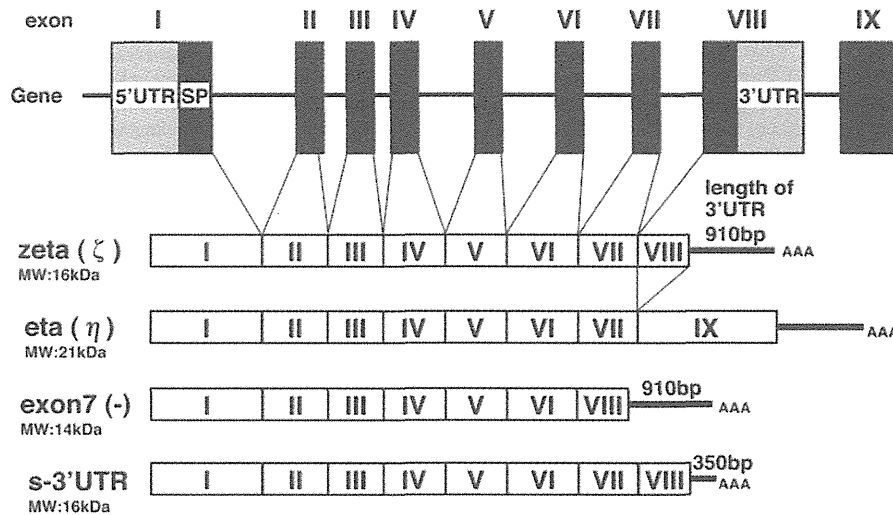 exon I II III IV V VI VII VIII IX
Gene 5'UTR SP 3'UTR
length of
3'UTR
zeta ( ζ ) I II III IV V VI VII VIII 910bp AAA
MW:16kDa
eta ( η ) I II III IV V VI VII IX AAA
MW:21kDa
exon7 (-) I II III IV V VI VIII 910bp AAA
MW:14kDa
s-3'UTR I II III IV V VI VII VIII 350bp AAA
MW:16kDa